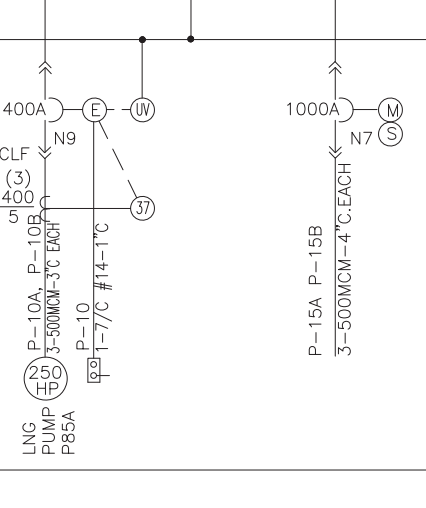 400A
E
UV
N9
CLF
(3)
400
5
37
P-10A, P-10B
3-500MCM-3"C EACH
P-10
1-7/C #14-1"C
250
HP
LNG
PUMP
P85A
1000A
M
N7
S
P-15A P-15B
3-500MCM-4"C.EACH